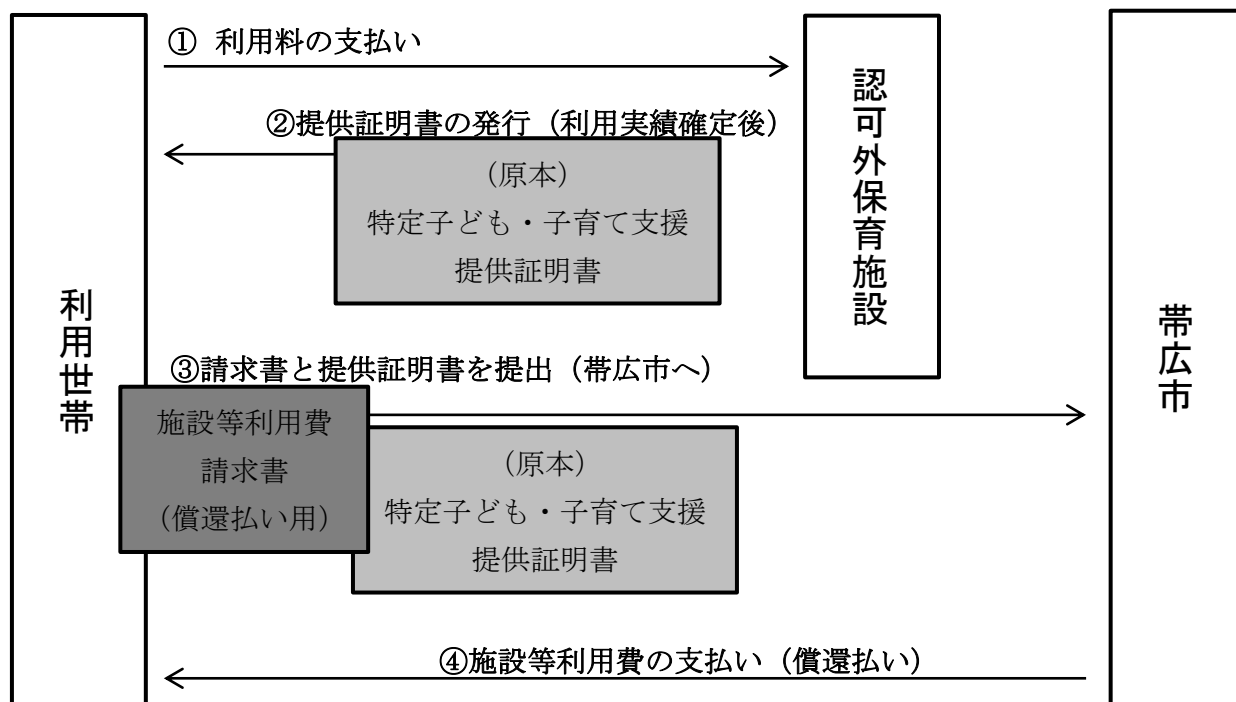 利用世帯
① 利用料の支払い
認可外保育施設
帯広市
②提供証明書の発行（利用実績確定後）
（原本）
特定子ども・子育て支援
提供証明書
③請求書と提供証明書を提出（帯広市へ）
施設等利用費
請求書
（償還払い用）
（原本）
特定子ども・子育て支援
提供証明書
④施設等利用費の支払い（償還払い）